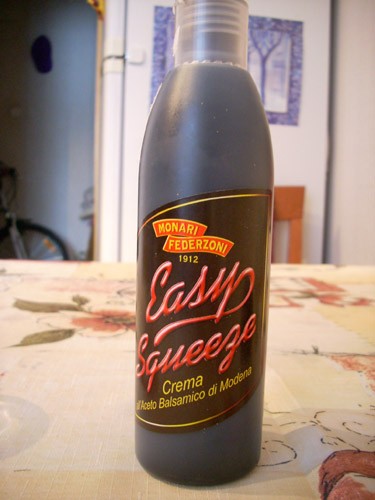 MONARI
FEDERZONI
1912
Easy
Squeeze
Crema
all'Aceto Balsamico di Modena